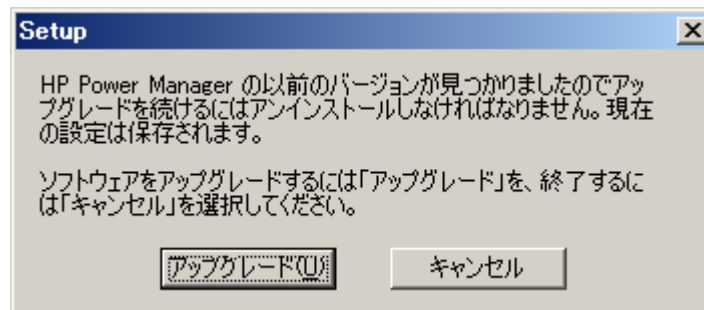 Setup
HP Power Manager の以前のバージョンが見つかりましたのでアッ
プグレードを続けるにはアンインストールしなければなりません。現在
の設定は保存されます。
ソフトウェアをアップグレードするには「アップグレード」を、終了するに
は「キャンセル」を選択してください。
アップグレード(U) キャンセル